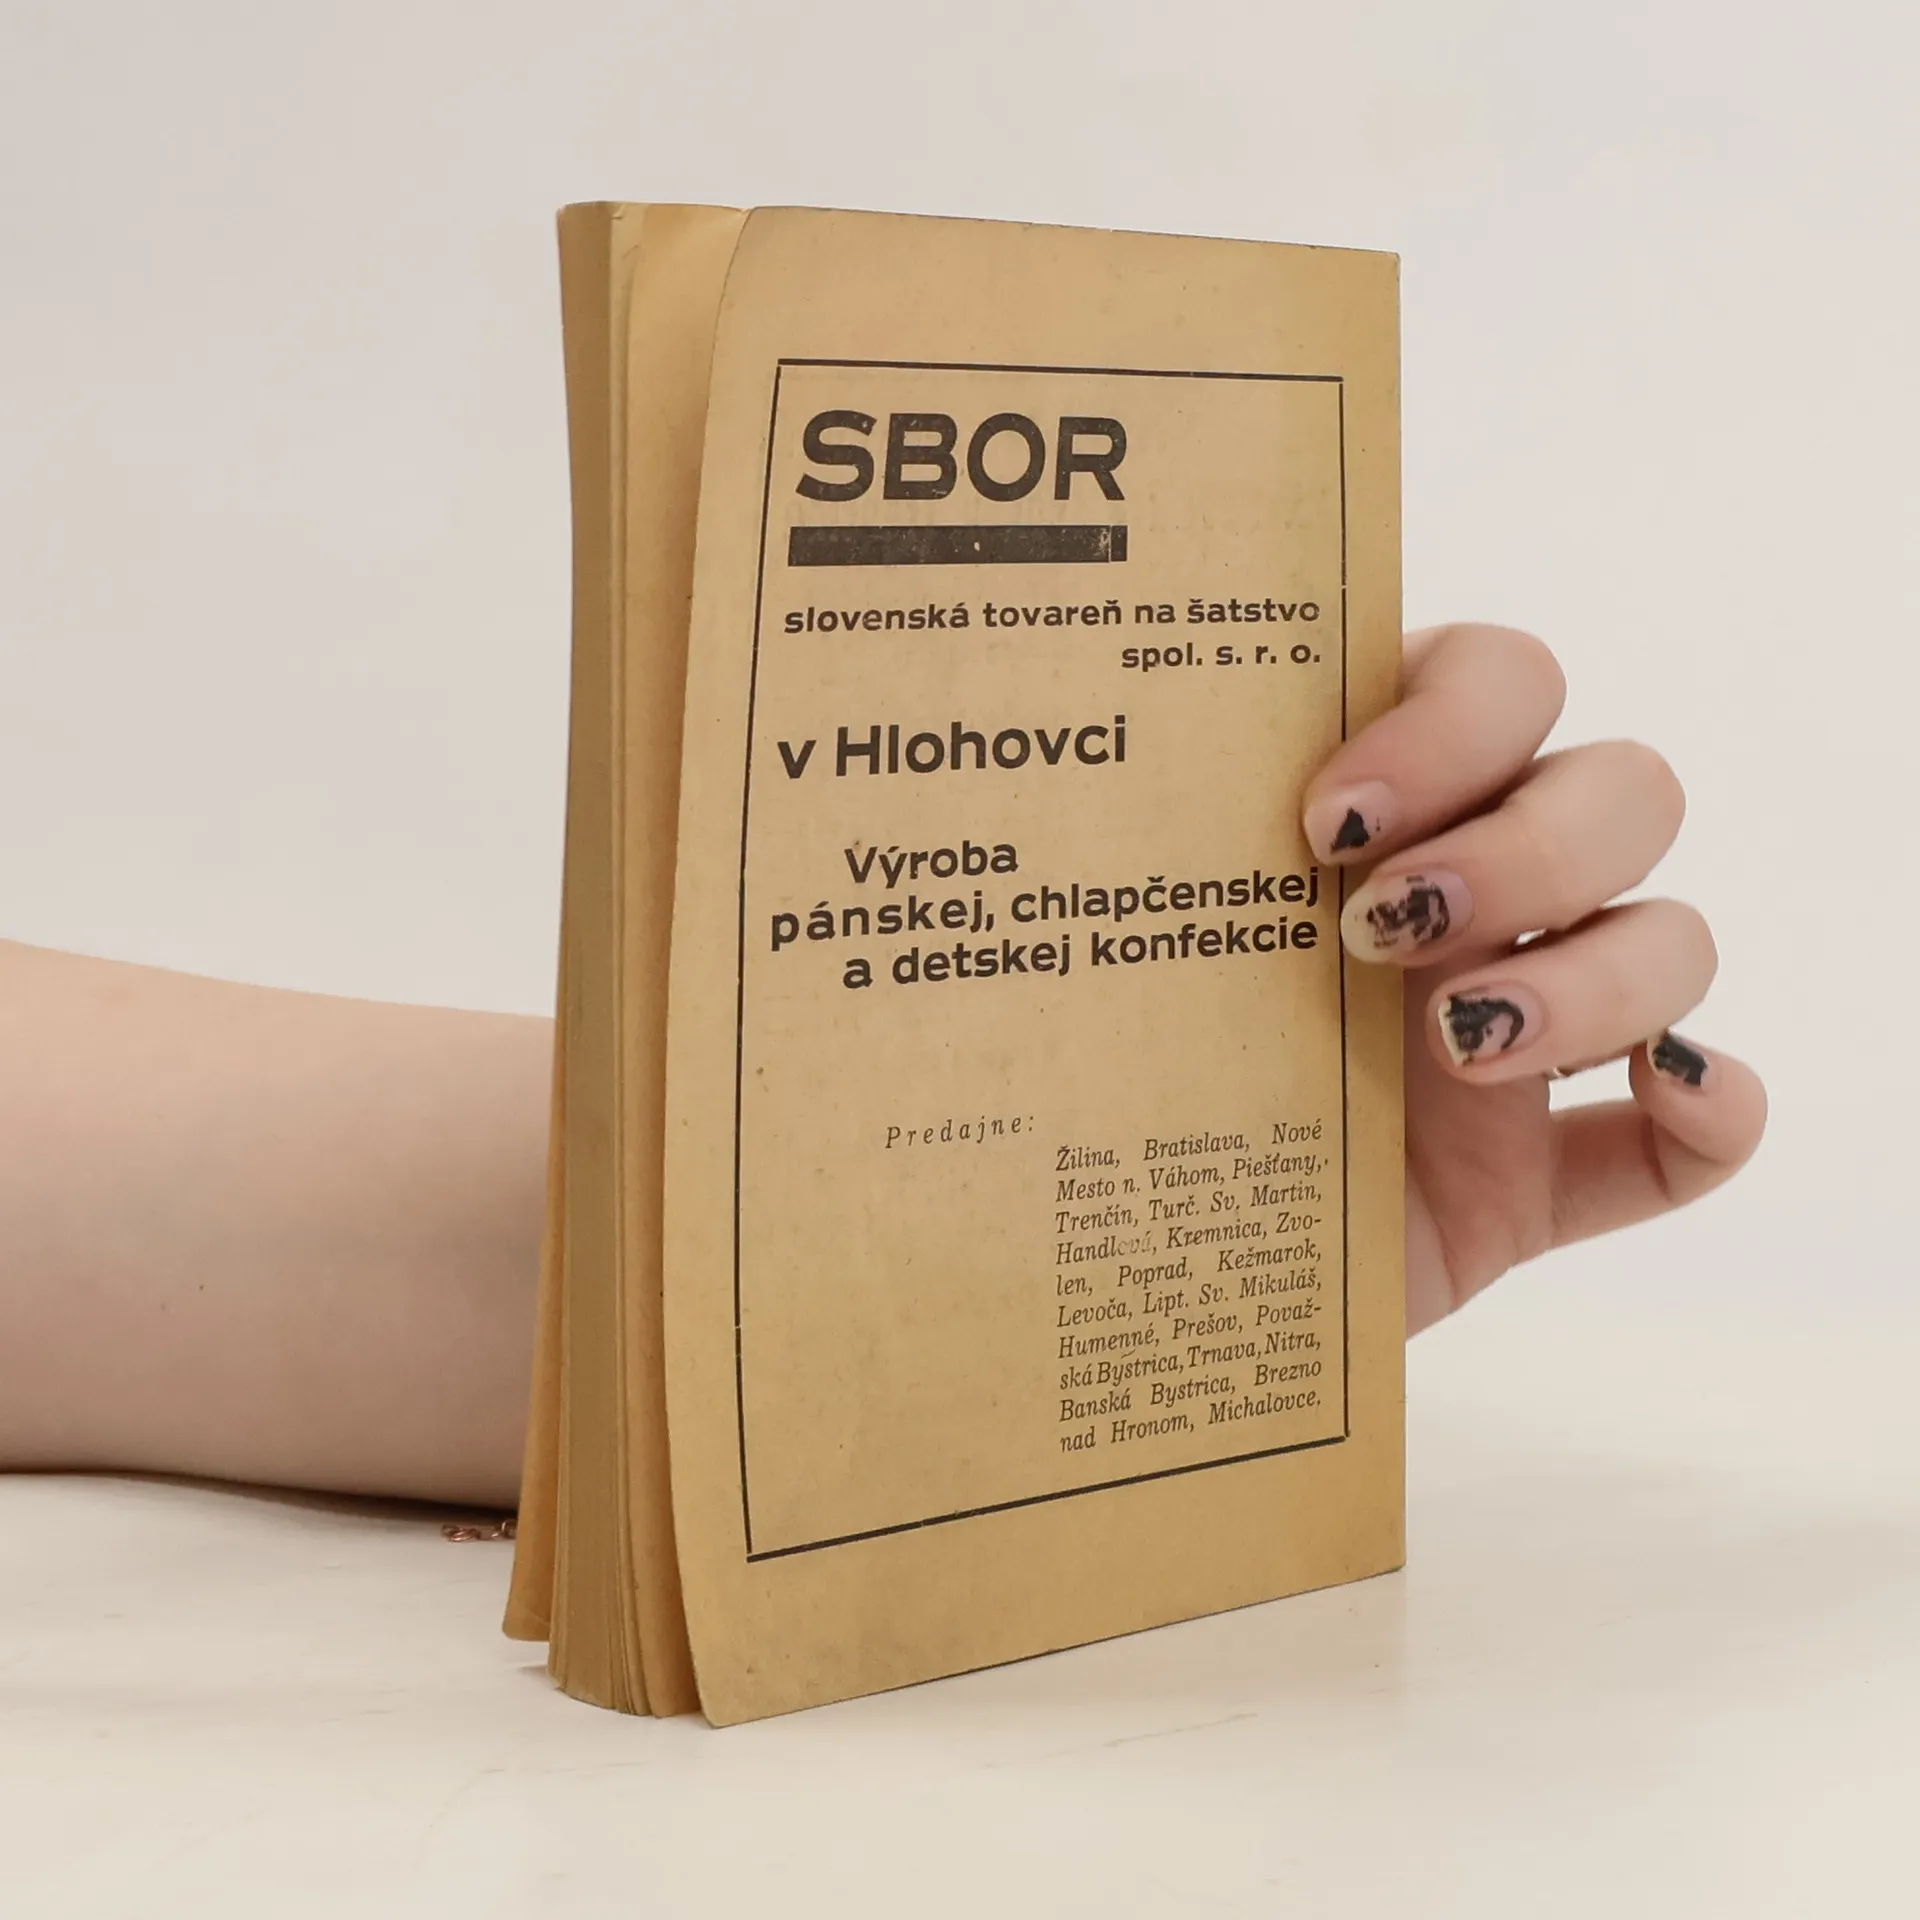 SBOR
slovenská tovareň na šatstvo
spol. s. r. o.
v Hlohovci
Výroba
pánskej, chlapčenskej
a detskej konfekcie
Predajne:
Žilina, Bratislava, Nové
Mesto n. Váhom, Piešťany,
Trenčín, Turč. Sv. Martin,
Handlová, Kremnica, Zvo-
len, Poprad, Kežmarok,
Levoča, Lipt. Sv. Mikuláš,
Humenné, Prešov, Považ-
ská Bystrica, Trnava, Nitra,
Banská Bystrica, Brezno
nad Hronom, Michalovce.